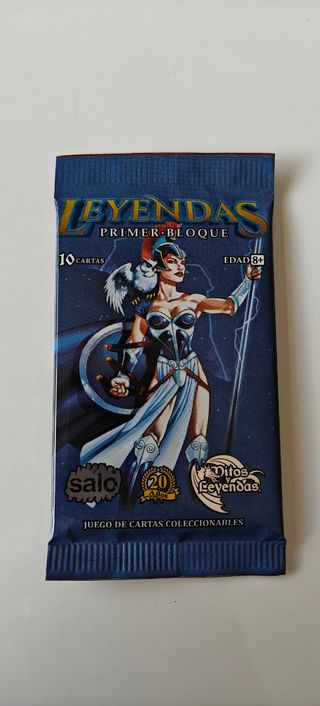 LEYENDAS
PRIMER·BLOQUE
10 CARTAS
EDAD 8+
salo
20
Años
Mitos
y
Leyendas
JUEGO DE CARTAS COLECCIONABLES